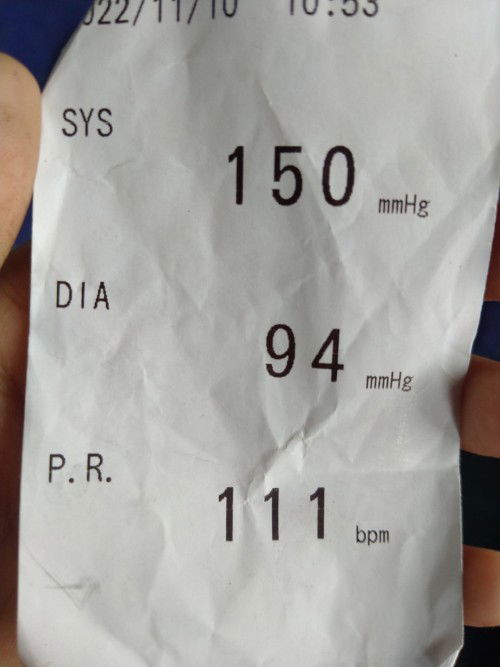 022/11/10 10:53
SYS
150 mmHg
DIA
94 mmHg
P.R.
111 bpm